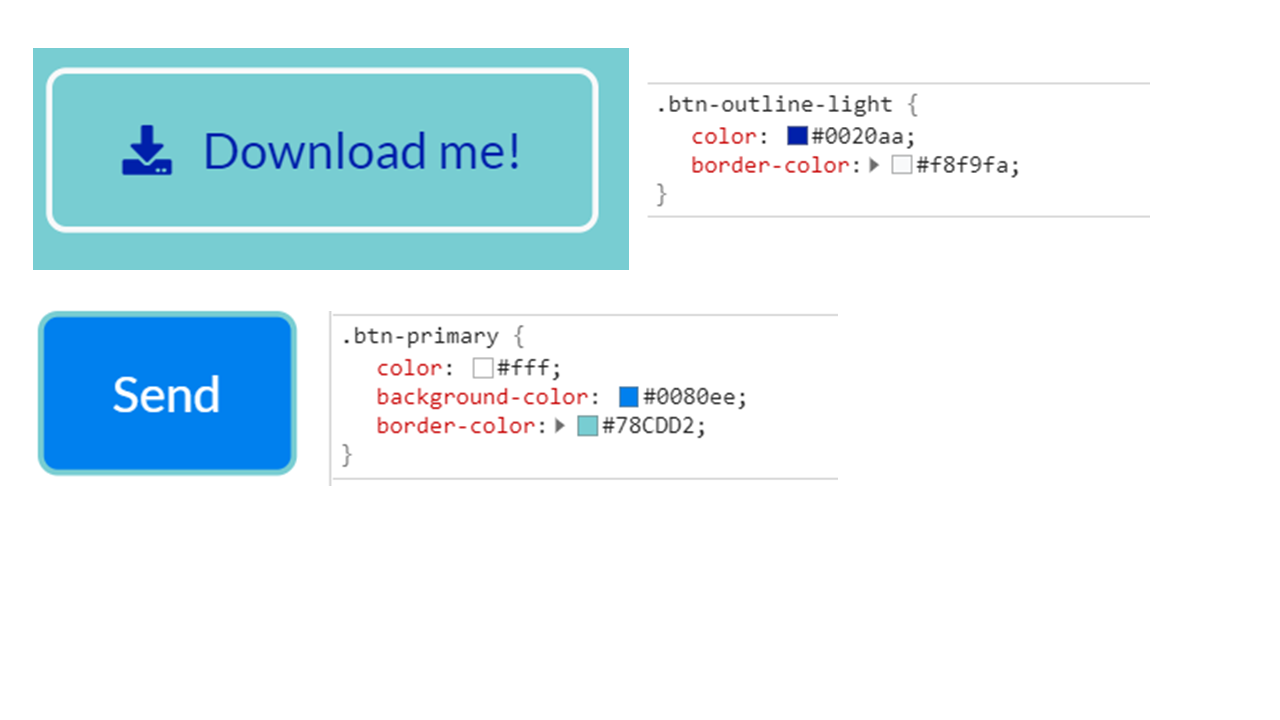 Download me!
.btn-outline-light {
color: #0020aa;
border-color: #f8f9fa;
}
Send
.btn-primary {
color: #fff;
background-color: #0080ee;
border-color: #78CDD2;
}